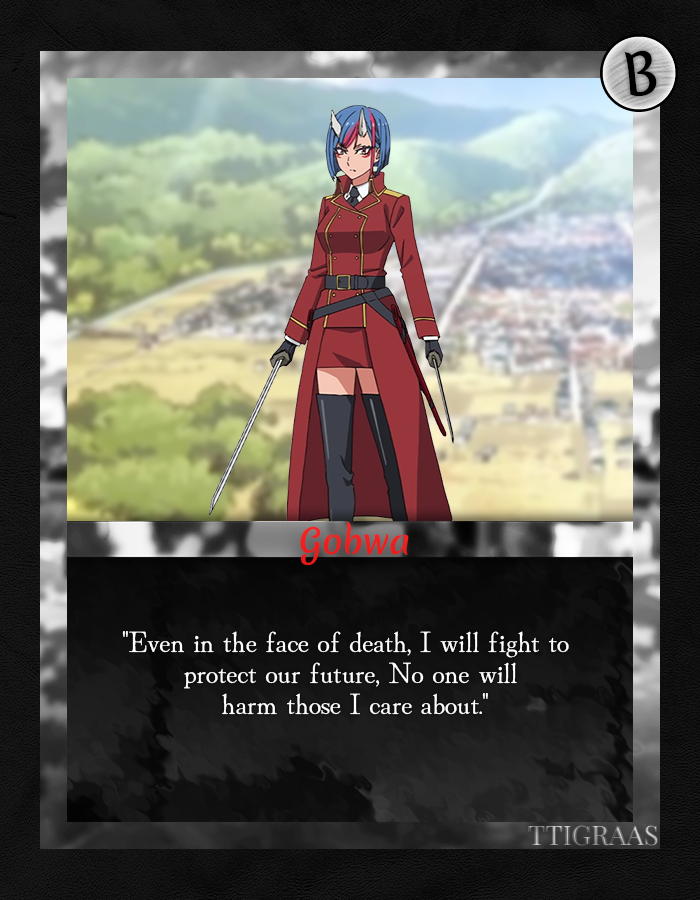 B
Gobwa
"Even in the face of death, I will fight to
protect our future, No one will
harm those I care about."
TTIGRAAS